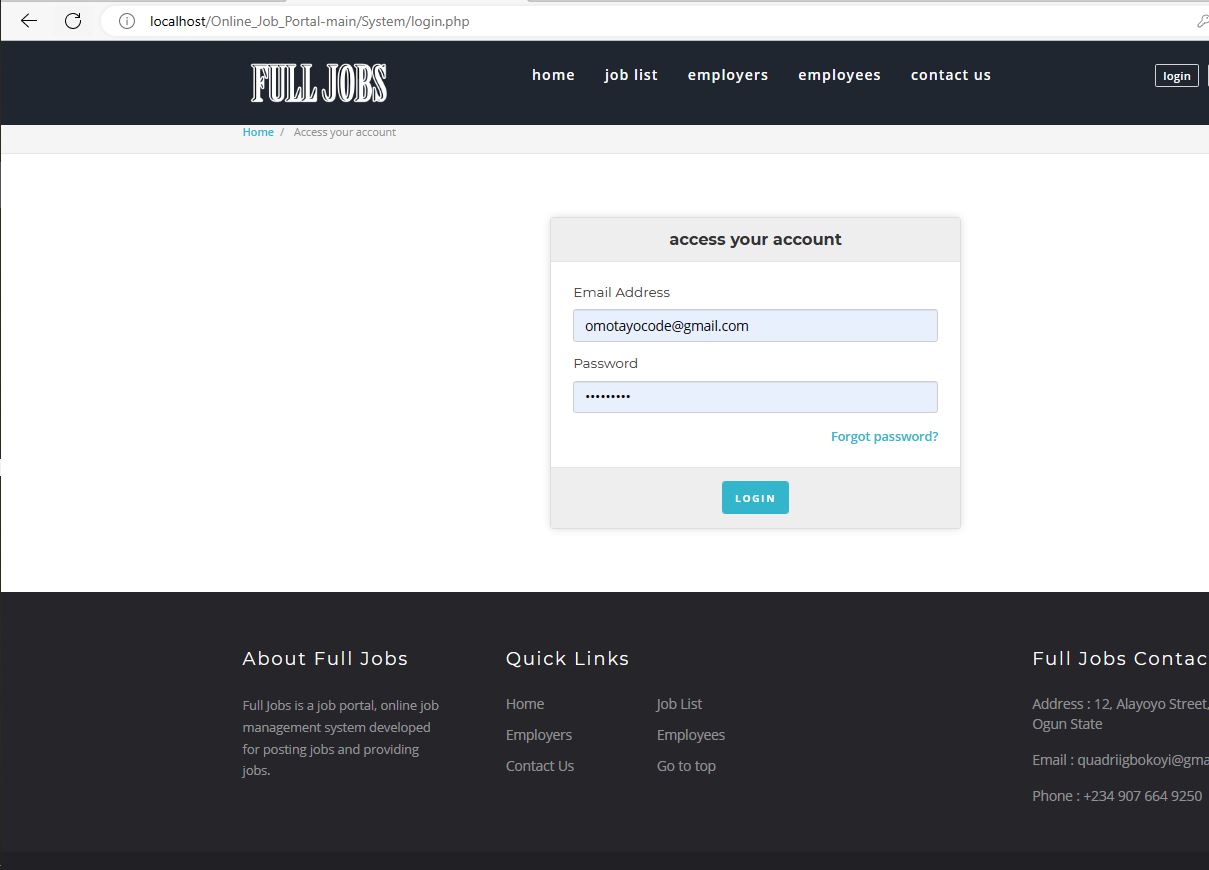 localhost/Online_Job_Portal-main/System/login.php
FULL JOBS
home job list employers employees contact us
login
Home / Access your account
access your account
Email Address
omotayocode@gmail.com
Password
•••••••••
Forgot password?
LOGIN
About Full Jobs
Full Jobs is a job portal, online job
management system developed
for posting jobs and providing
jobs.
Quick Links
Home Job List
Employers Employees
Contact Us Go to top
Full Jobs Contac
Address : 12, Alayoyo Street,
Ogun State
Email : quadriigbokoyi@gma
Phone : +234 907 664 9250